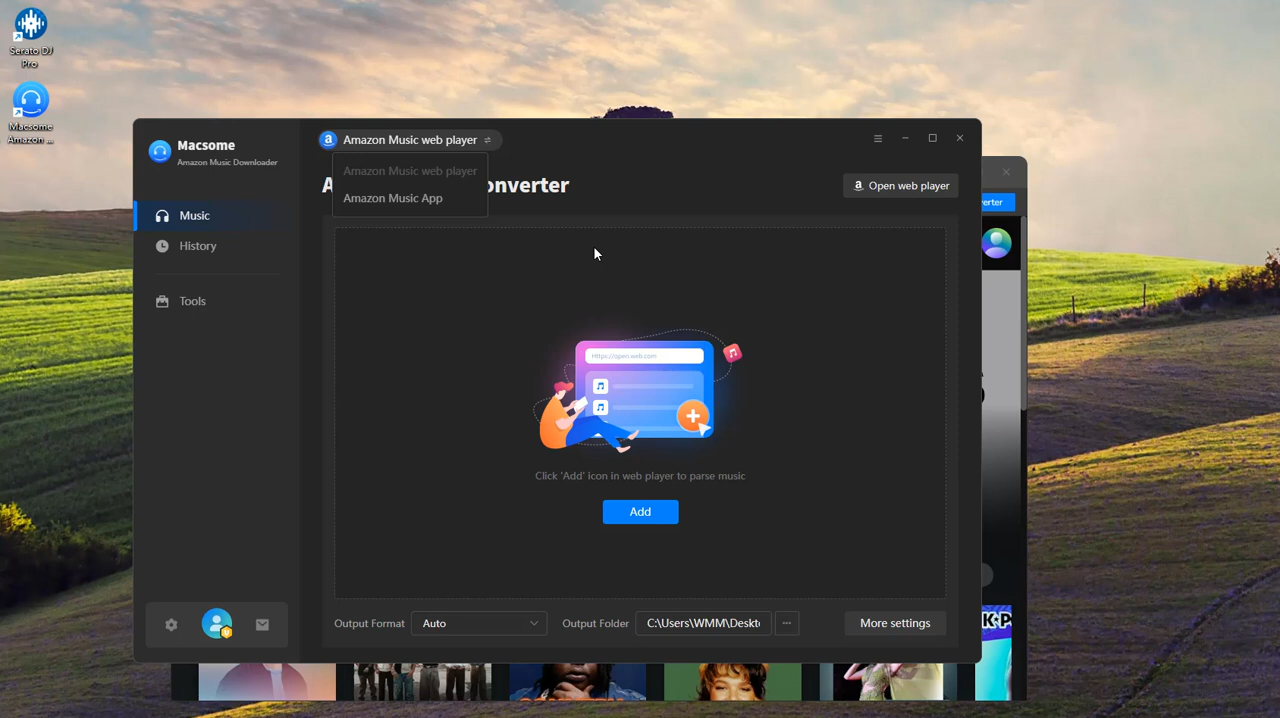 Serato DJ
Pro
Macsome
Amazon ...
Macsome
Amazon Music Downloader
Music
History
Tools
Amazon Music web player
Amazon Music web player
Amazon Music App
A
onverter
Open web player
Https://open.web.com
Click 'Add' icon in web player to parse music
Add
Output Format
Auto
Output Folder
C:\Users\WMM\Deskt
...
More settings
erter
K-P